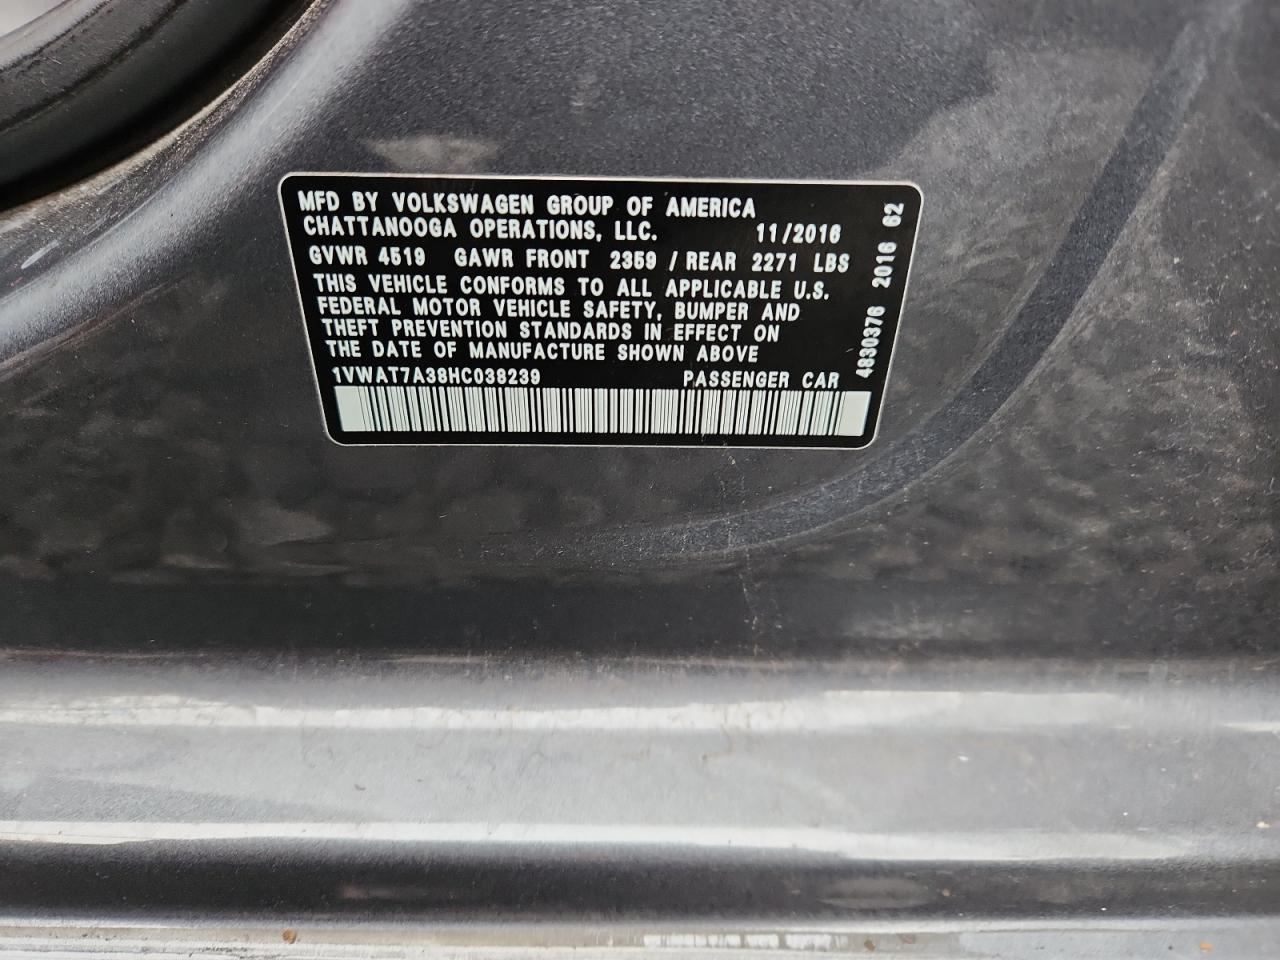 MFD BY VOLKSWAGEN GROUP OF AMERICA
CHATTANOOGA OPERATIONS, LLC. 11/2016
GVWR 4519 GAWR FRONT 2359 / REAR 2271 LBS
THIS VEHICLE CONFORMS TO ALL APPLICABLE U.S.
FEDERAL MOTOR VEHICLE SAFETY, BUMPER AND
THEFT PREVENTION STANDARDS IN EFFECT ON
THE DATE OF MANUFACTURE SHOWN ABOVE
1VWAT7A38HC038239 PASSENGER CAR
4830376 2016 62